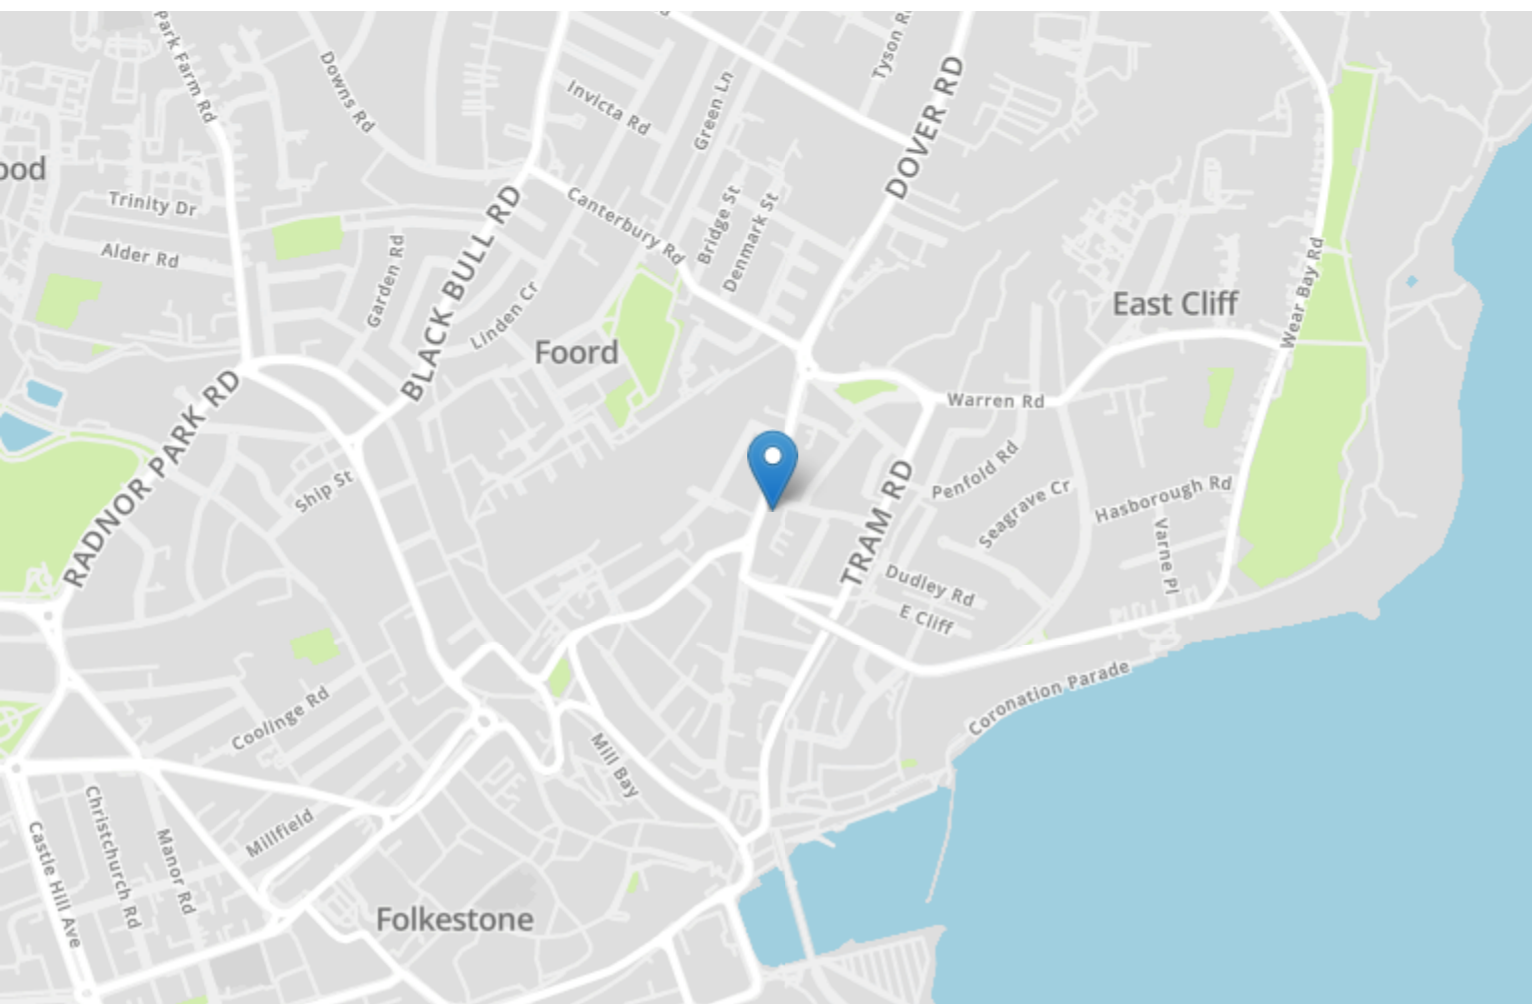 Park Farm Rd
Downs Rd
Invicta Rd
Green Ln
Tyson R
DOVER RD
ood
Trinity Dr
Alder Rd
Garden Rd
BLACK BULL RD
Canterbury Rd
Bridge St
Denmark St
Linden Cr
Foord
East Cliff
Wear Bay Rd
RADNOR PARK RD
Warren Rd
Ship St
TRAM RD
Penfold Rd
Seagrave Cr
Hasborough Rd
Varne Pl
Dudley Rd
E Cliff
Coronation Parade
Coolinge Rd
Mill Bay
Millfield
Christchurch Rd
Manor Rd
Castle Hill Ave
Folkestone